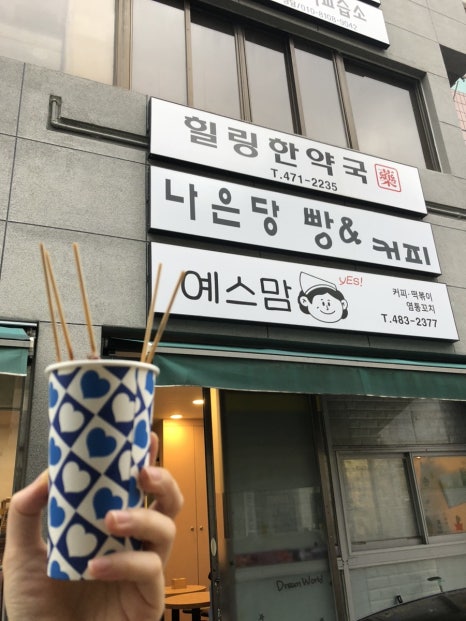 힐링한약국 藥
T.471-2235
나은당 빵& 커피
예스맘
yES!
커피·떡볶이
염통꼬치
T.483-2377
Dream World